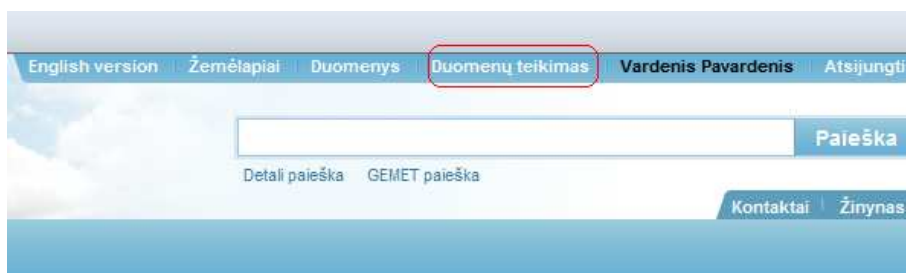 English version Žemėlapiai Duomenys Duomenų teikimas Vardenis Pavardenis Atsijungti
Paieška
Detali paieška GEMET paieška
Kontaktai Žinynas